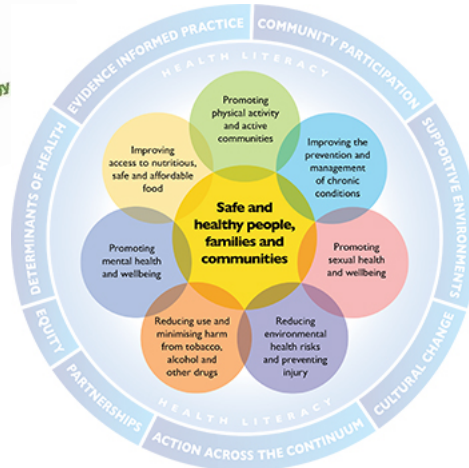 gy
EVIDENCE INFORMED PRACTICE
COMMUNITY PARTICIPATION
SUPPORTIVE ENVIRONMENTS
CULTURAL CHANGE
ACTION ACROSS THE CONTINUUM
PARTNERSHIPS
EQUITY
DETERMINANTS OF HEALTH
HEALTH LITERACY
Promoting
physical activity
and active
communities
Improving the
prevention and
management
of chronic
conditions
Promoting
sexual health
and wellbeing
Reducing
environmental
health risks
and preventing
injury
Reducing use and
minimising harm
from tobacco,
alcohol and
other drugs
Promoting
mental health
and wellbeing
Improving
access to nutritious,
safe and affordable
food
Safe and
healthy people,
families and
communities
HEALTH LITERACY